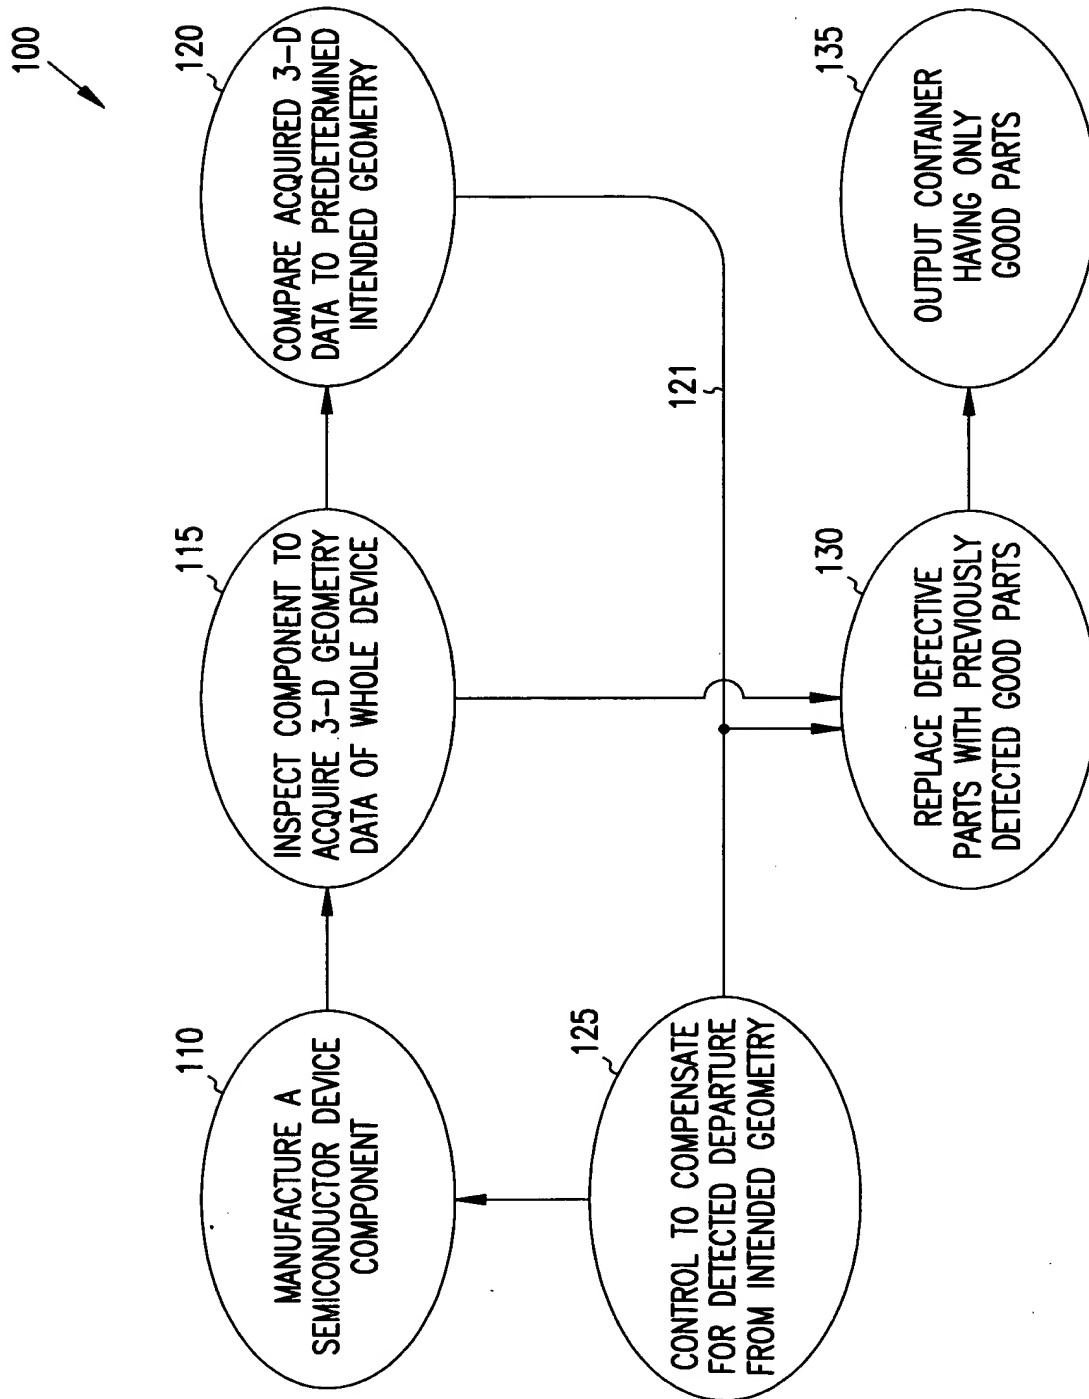 100
110
MANUFACTURE A
SEMICONDUCTOR DEVICE
COMPONENT
115
INSPECT COMPONENT TO
ACQUIRE 3-D GEOMETRY
DATA OF WHOLE DEVICE
120
COMPARE ACQUIRED 3-D
DATA TO PREDETERMINED
INTENDED GEOMETRY
121
125
CONTROL TO COMPENSATE
FOR DETECTED DEPARTURE
FROM INTENDED GEOMETRY
130
REPLACE DEFECTIVE
PARTS WITH PREVIOUSLY
DETECTED GOOD PARTS
135
OUTPUT CONTAINER
HAVING ONLY
GOOD PARTS